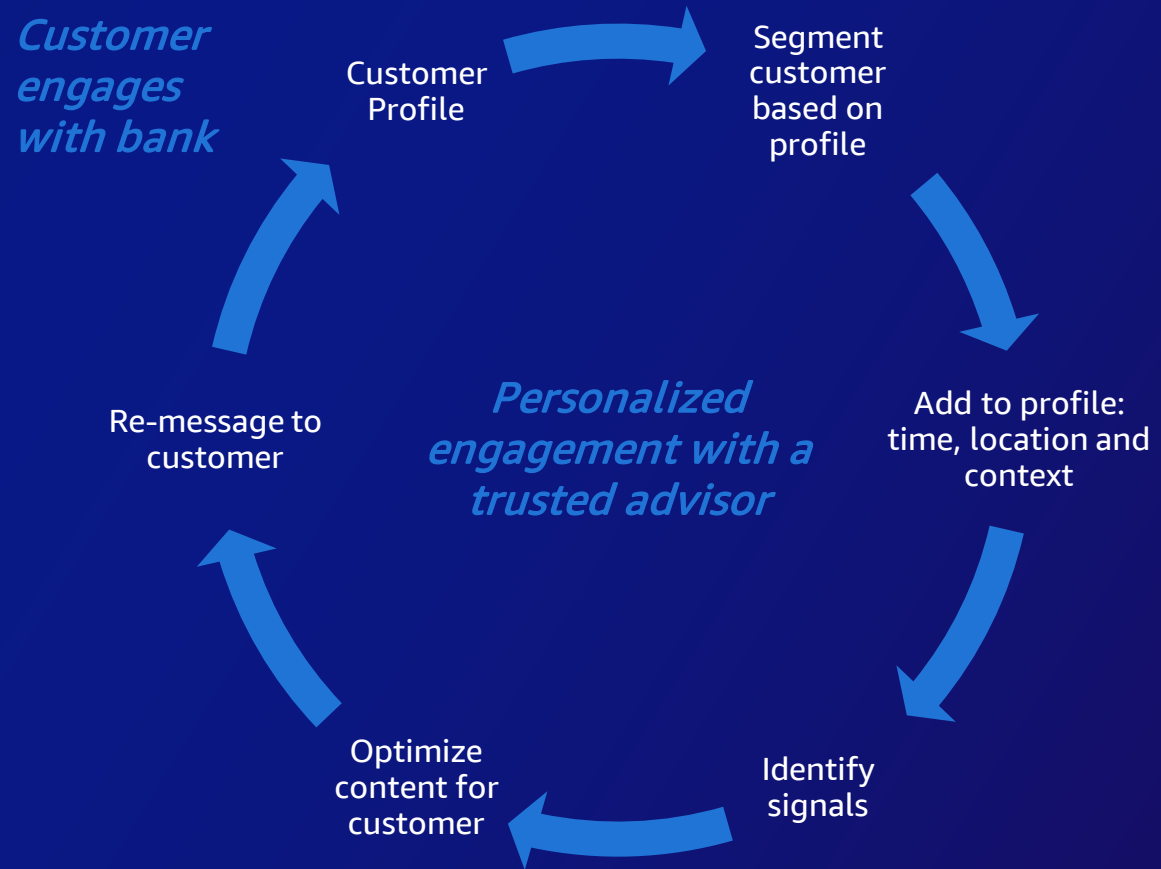 Customer
engages
with bank
Customer
Profile
Segment
customer
based on
profile
Add to profile:
time, location and
context
Identify
signals
Optimize
content for
customer
Re-message to
customer
Personalized
engagement with a
trusted advisor